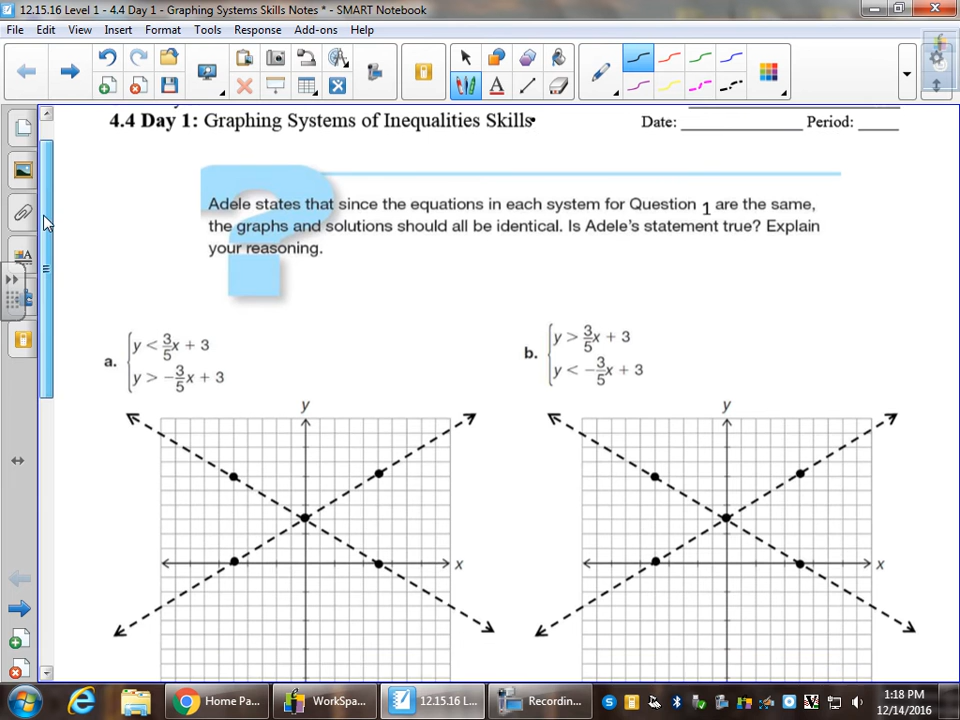 12.15.16 Level 1 - 4.4 Day 1 - Graphing Systems Skills Notes * - SMART Notebook
File Edit View Insert Format Tools Response Add-ons Help
4.4 Day 1: Graphing Systems of Inequalities Skills
Date: ____________ Period: _____
?
Adele states that since the equations in each system for Question 1 are the same,
the graphs and solutions should all be identical. Is Adele's statement true? Explain
your reasoning.
a. y < 3/5x + 3
y > -3/5x + 3
b. y > 3/5x + 3
y < -3/5x + 3
y
x
y
x
Home Pa...
WorkSpa...
12.15.16 L...
Recordin...
1:18 PM
12/14/2016